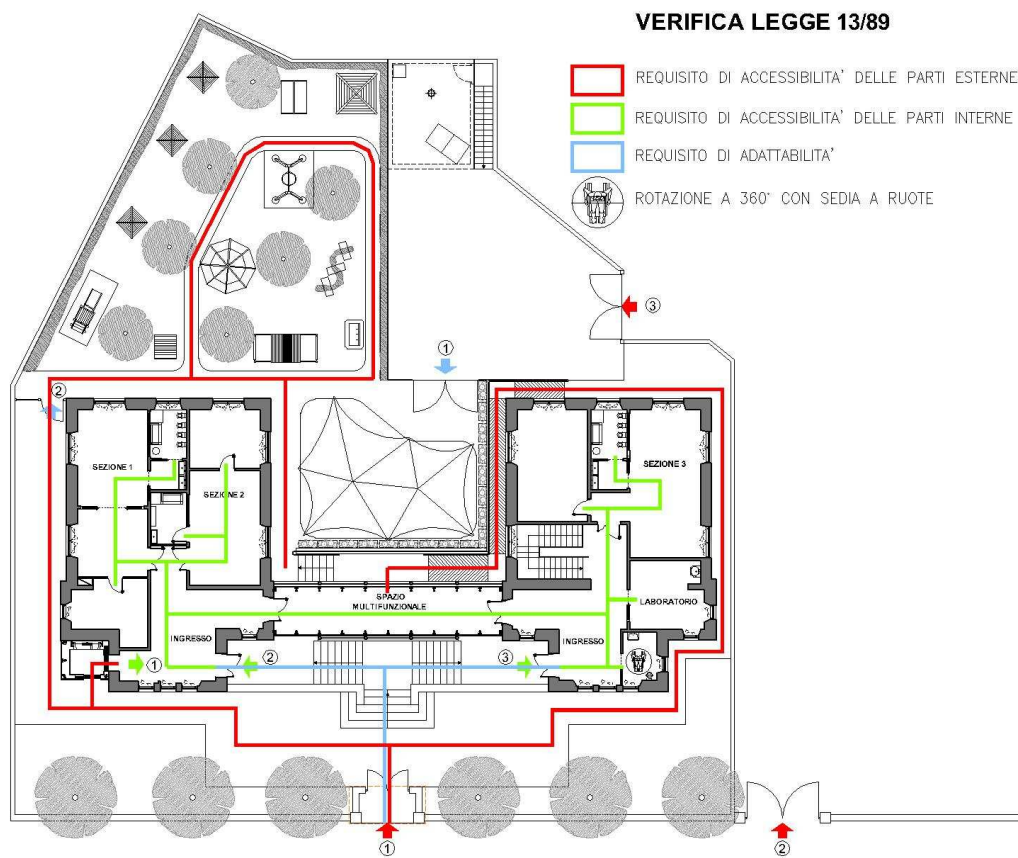 VERIFICA LEGGE 13/89
REQUISITO DI ACCESSIBILITA' DELLE PARTI ESTERNE
REQUISITO DI ACCESSIBILITA' DELLE PARTI INTERNE
REQUISITO DI ADATTABILITA'
ROTAZIONE A 360° CON SEDIA A RUOTE
3
1
2
SEZIONE 1
SEZIONE 2
SEZIONE 3
SPAZIO
MULTIFUNZIONALE
LABORATORIO
INGRESSO
INGRESSO
1
2
3
1
2